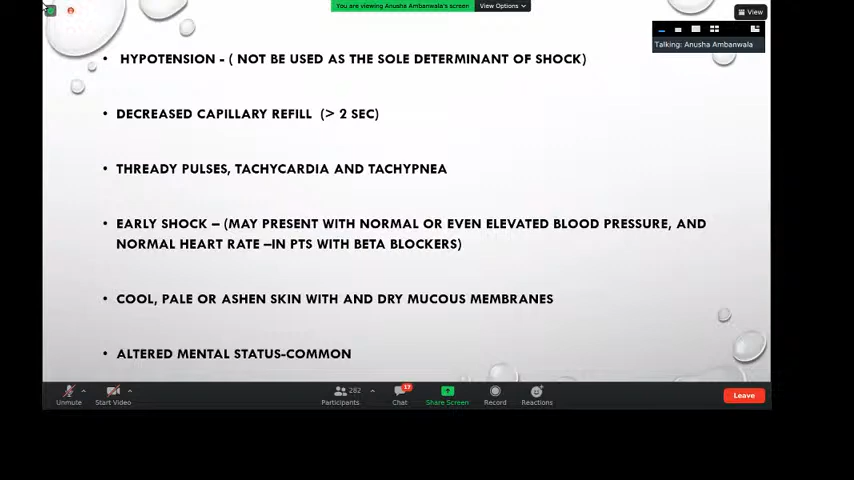 You are viewing Anusha Ambanwala's screen
View Options
View
Talking: Anusha Ambanwala
• HYPOTENSION - ( NOT BE USED AS THE SOLE DETERMINANT OF SHOCK)
• DECREASED CAPILLARY REFILL (> 2 SEC)
• THREADY PULSES, TACHYCARDIA AND TACHYPNEA
• EARLY SHOCK – (MAY PRESENT WITH NORMAL OR EVEN ELEVATED BLOOD PRESSURE, AND
NORMAL HEART RATE –IN PTS WITH BETA BLOCKERS)
• COOL, PALE OR ASHEN SKIN WITH AND DRY MUCOUS MEMBRANES
• ALTERED MENTAL STATUS-COMMON
Unmute
Start Video
282
Participants
17
Chat
Share Screen
Record
Reactions
Leave